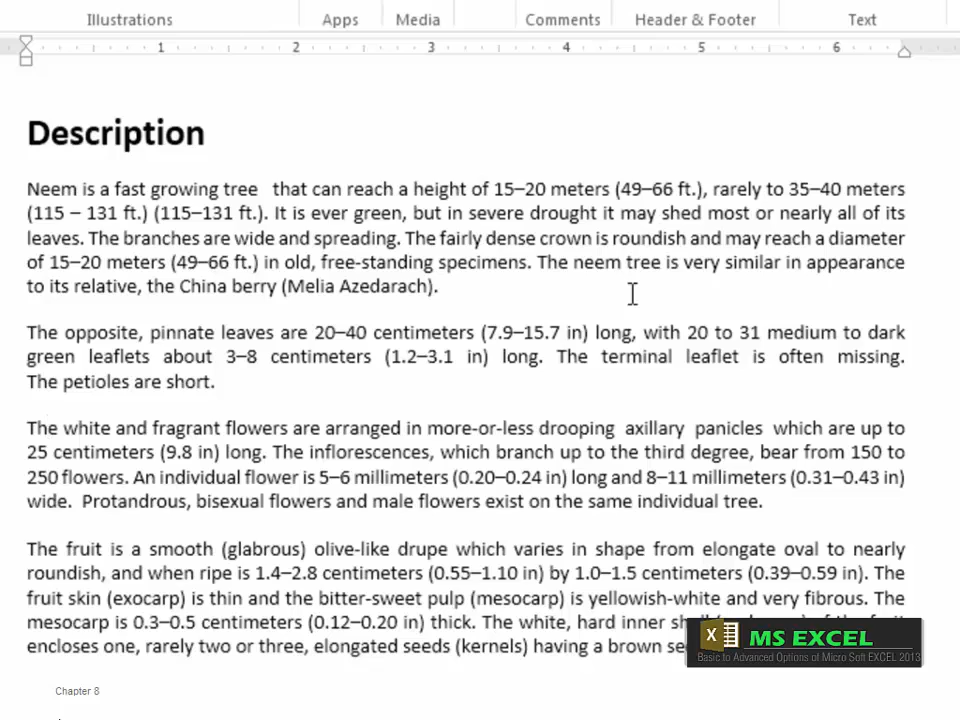 Illustrations Apps Media Comments Header & Footer Text
1 2 3 4 5 6
Description
Neem is a fast growing tree that can reach a height of 15–20 meters (49–66 ft.), rarely to 35–40 meters
(115 – 131 ft.) (115–131 ft.). It is ever green, but in severe drought it may shed most or nearly all of its
leaves. The branches are wide and spreading. The fairly dense crown is roundish and may reach a diameter
of 15–20 meters (49–66 ft.) in old, free-standing specimens. The neem tree is very similar in appearance
to its relative, the China berry (Melia Azedarach).
The opposite, pinnate leaves are 20–40 centimeters (7.9–15.7 in) long, with 20 to 31 medium to dark
green leaflets about 3–8 centimeters (1.2–3.1 in) long. The terminal leaflet is often missing.
The petioles are short.
The white and fragrant flowers are arranged in more-or-less drooping axillary panicles which are up to
25 centimeters (9.8 in) long. The inflorescences, which branch up to the third degree, bear from 150 to
250 flowers. An individual flower is 5–6 millimeters (0.20–0.24 in) long and 8–11 millimeters (0.31–0.43 in)
wide. Protandrous, bisexual flowers and male flowers exist on the same individual tree.
The fruit is a smooth (glabrous) olive-like drupe which varies in shape from elongate oval to nearly
roundish, and when ripe is 1.4–2.8 centimeters (0.55–1.10 in) by 1.0–1.5 centimeters (0.39–0.59 in). The
fruit skin (exocarp) is thin and the bitter-sweet pulp (mesocarp) is yellowish-white and very fibrous. The
mesocarp is 0.3–0.5 centimeters (0.12–0.20 in) thick. The white, hard inner
encloses one, rarely two or three, elongated seeds (kernels) having a brown
MS EXCEL
Basic to Advanced Options of Micro Soft EXCEL 2013
Chapter 8